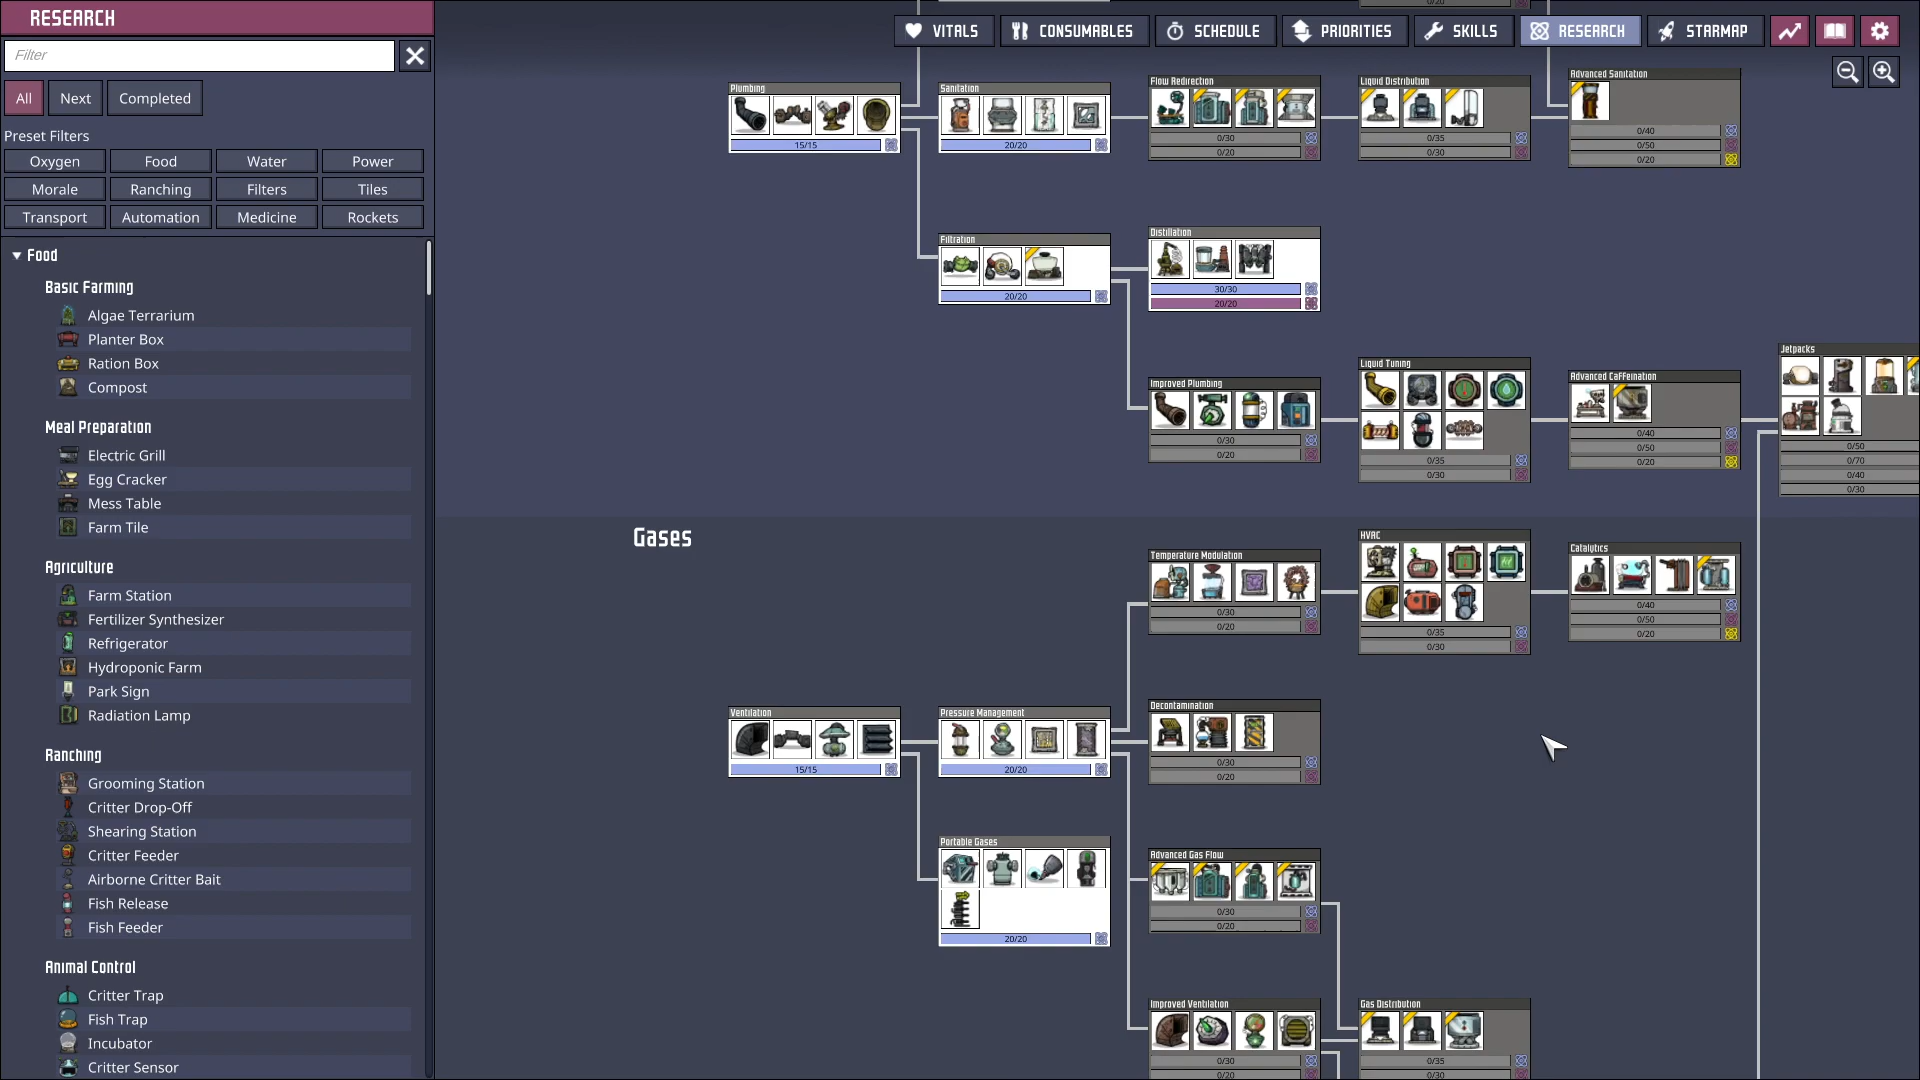 RESEARCH
VITALS
CONSUMABLES
SCHEDULE
PRIORITIES
SKILLS
RESEARCH
STARMAP
Filter
All
Next
Completed
Preset Filters
Oxygen
Food
Water
Power
Morale
Ranching
Filters
Tiles
Transport
Automation
Medicine
Rockets
Food
Basic Farming
Algae Terrarium
Planter Box
Ration Box
Compost
Meal Preparation
Electric Grill
Egg Cracker
Mess Table
Farm Tile
Agriculture
Farm Station
Fertilizer Synthesizer
Refrigerator
Hydroponic Farm
Park Sign
Radiation Lamp
Ranching
Grooming Station
Critter Drop-Off
Shearing Station
Critter Feeder
Airborne Critter Bait
Fish Release
Fish Feeder
Animal Control
Critter Trap
Fish Trap
Incubator
Critter Sensor
Plumbing
15/15
Sanitation
20/20
Flow Redirection
0/30
0/20
Liquid Distribution
0/35
0/30
Advanced Sanitation
0/40
0/50
0/20
Filtration
20/20
Distillation
30/30
20/20
Improved Plumbing
0/30
0/20
Liquid Tuning
0/35
0/30
Advanced Caffeination
0/40
0/50
0/20
Jetpacks
0/50
0/70
0/40
0/30
Gases
Temperature Modulation
0/30
0/20
HVAC
0/35
0/30
Catalytics
0/40
0/50
0/20
Ventilation
15/15
Pressure Management
20/20
Decontamination
0/30
0/20
Portable Gases
20/20
Advanced Gas Flow
0/30
0/20
Improved Ventilation
0/30
0/20
Gas Distribution
0/35
0/30